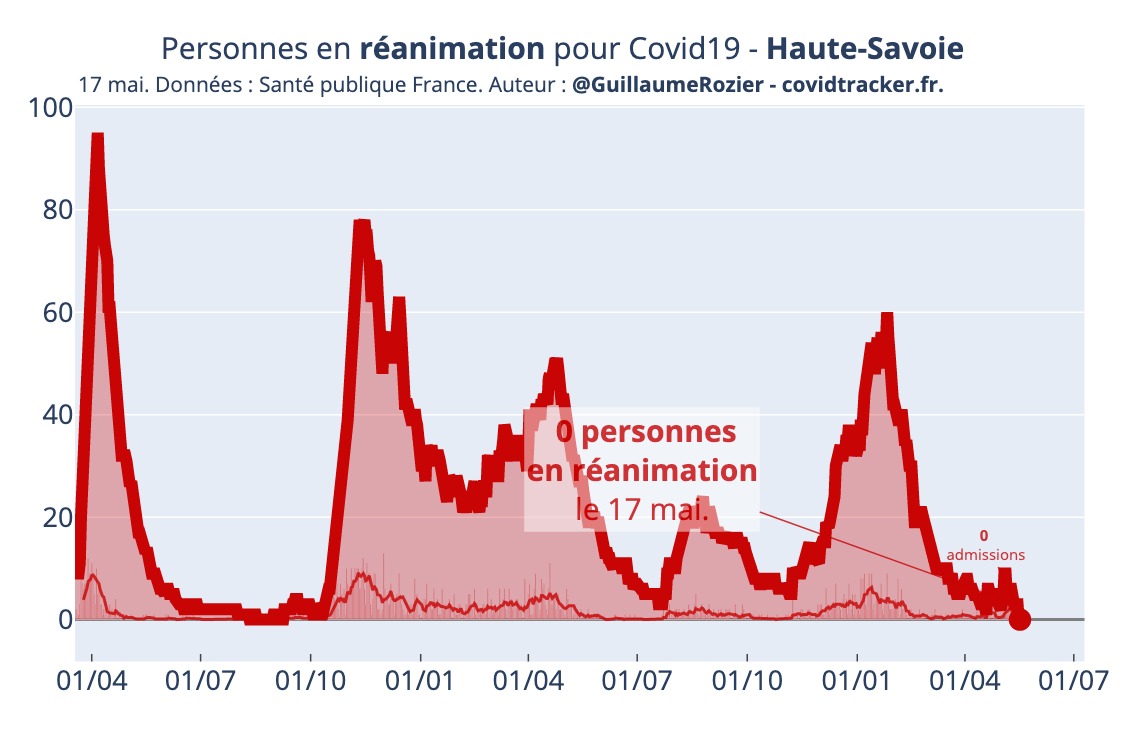 Personnes en réanimation pour Covid19 - Haute-Savoie
17 mai. Données : Santé publique France. Auteur : @GuillaumeRozier - covidtracker.fr.
100
80
60
40
20
0
0 personnes
en réanimation
le 17 mai.
0
admissions
01/04 01/07 01/10 01/01 01/04 01/07 01/10 01/01 01/04 01/07